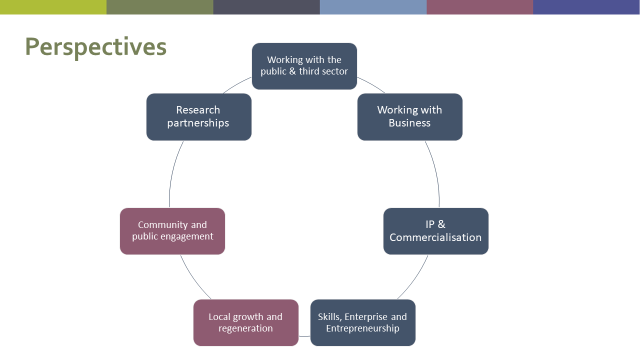 Perspectives
Working with the
public & third sector
Working with
Business
IP &
Commercialisation
Skills, Enterprise and
Entrepreneurship
Local growth and
regeneration
Community and
public engagement
Research
partnerships